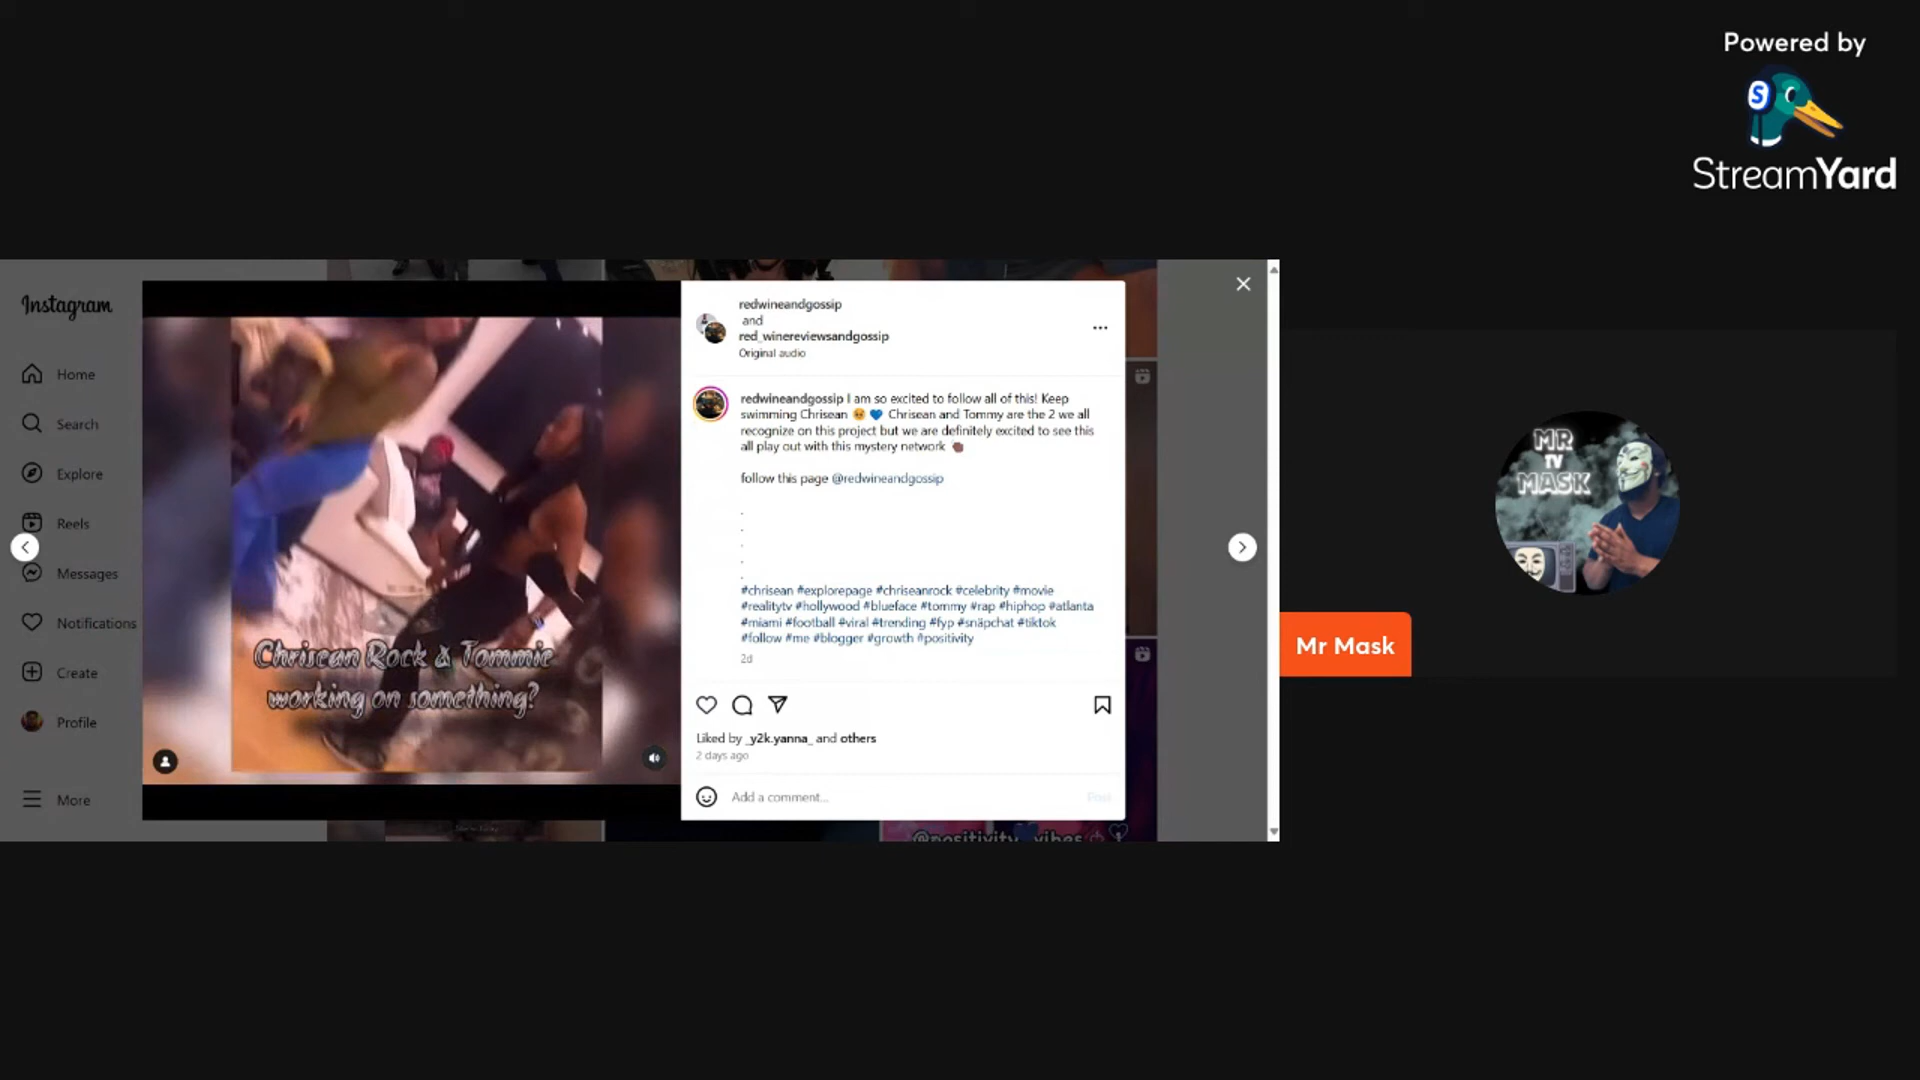 Powered by
StreamYard
Instagram
Home
Search
Explore
Reels
Messages
Notifications
Create
Profile
More
Chrisean Rock & Tommie
working on something?
redwineandgossip
and
red_winereviewsandgossip
Original audio
redwineandgossip I am so excited to follow all of this! Keep
swimming Chrisean 🥹 💙 Chrisean and Tommy are the 2 we all
recognize on this project but we are definitely excited to see this
all play out with this mystery network
follow this page @redwineandgossip
.
.
.
.
.
#chrisean #explorepage #chriseanrock #celebrity #movie
#realitytv #hollywood #blueface #tommy #rap #hiphop #atlanta
#miami #football #viral #trending #fyp #snapchat #tiktok
#follow #me #blogger #growth #positivity
2d
Liked by _y2k.yanna_ and others
2 days ago
Add a comment...
Post
@positivity_vibes
MR
TV
MASK
Mr Mask